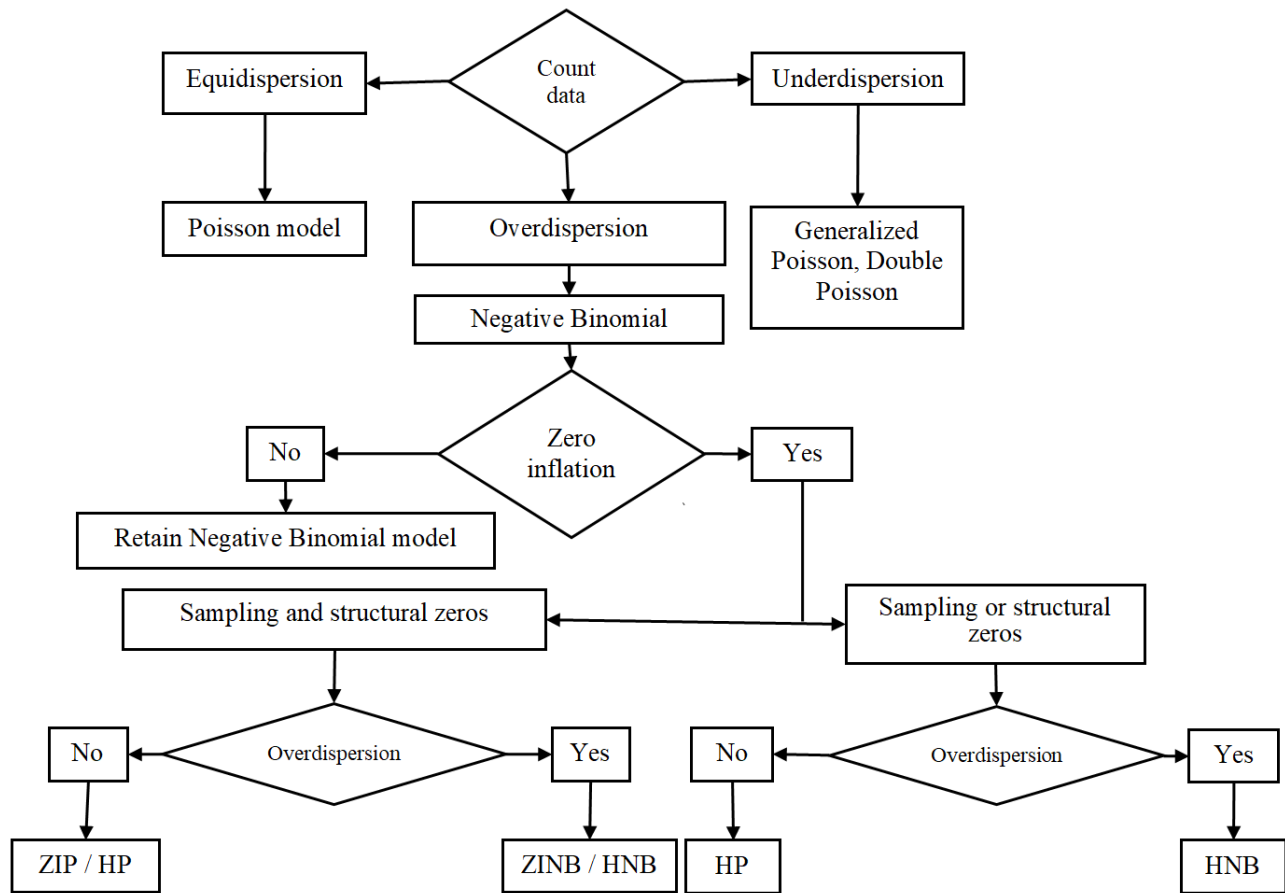 Equidispersion
Count
data
Underdispersion
Poisson model
Overdispersion
Generalized
Poisson, Double
Poisson
Negative Binomial
No
Zero
inflation
Yes
Retain Negative Binomial model
Sampling and structural zeros
Sampling or structural
zeros
No
Overdispersion
Yes
No
Overdispersion
Yes
ZIP / HP
ZINB / HNB
HP
HNB